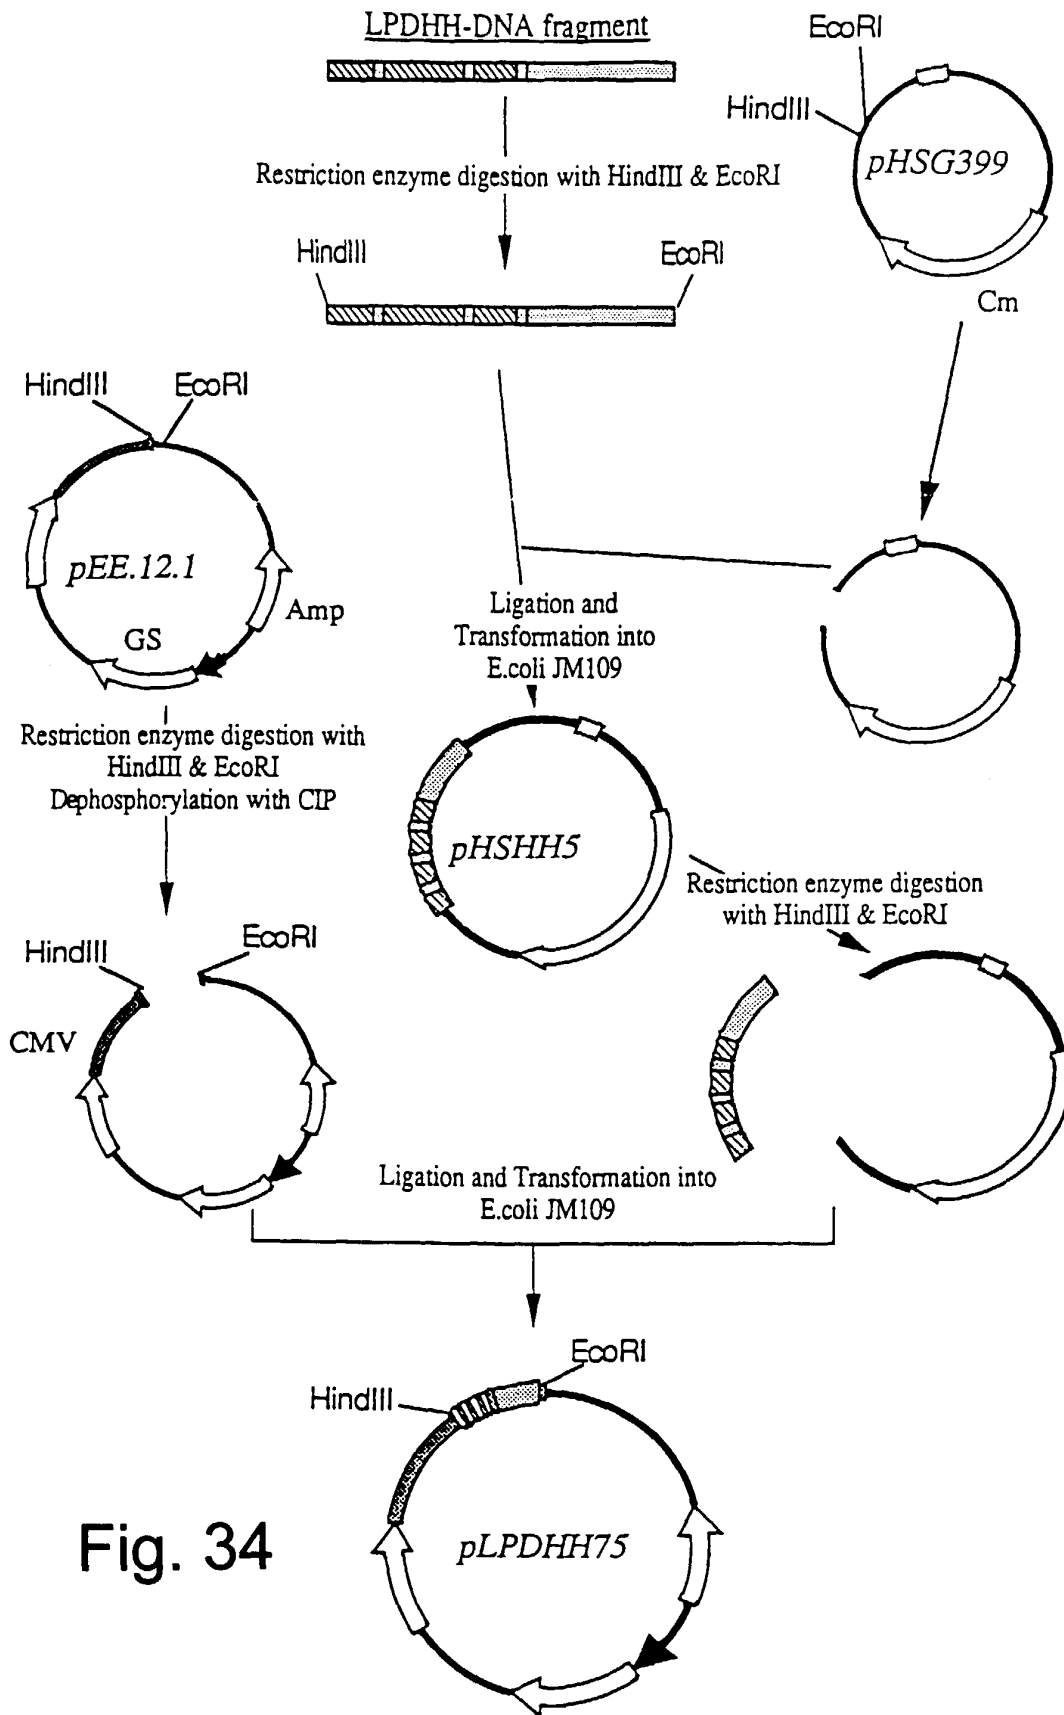 LPDHH-DNA fragment
EcoRI
HindIII
pHSG399
Restriction enzyme digestion with HindIII & EcoRI
HindIII
EcoRI
Cm
HindIII
EcoRI
pEE.12.1
Amp
GS
Ligation and
Transformation into
E.coli JM109
Restriction enzyme digestion with
HindIII & EcoRI
Dephosphorylation with CIP
pHSHH5
Restriction enzyme digestion
with HindIII & EcoRI
HindIII
EcoRI
CMV
Ligation and Transformation into
E.coli JM109
EcoRI
HindIII
pLPDHH75
Fig. 34